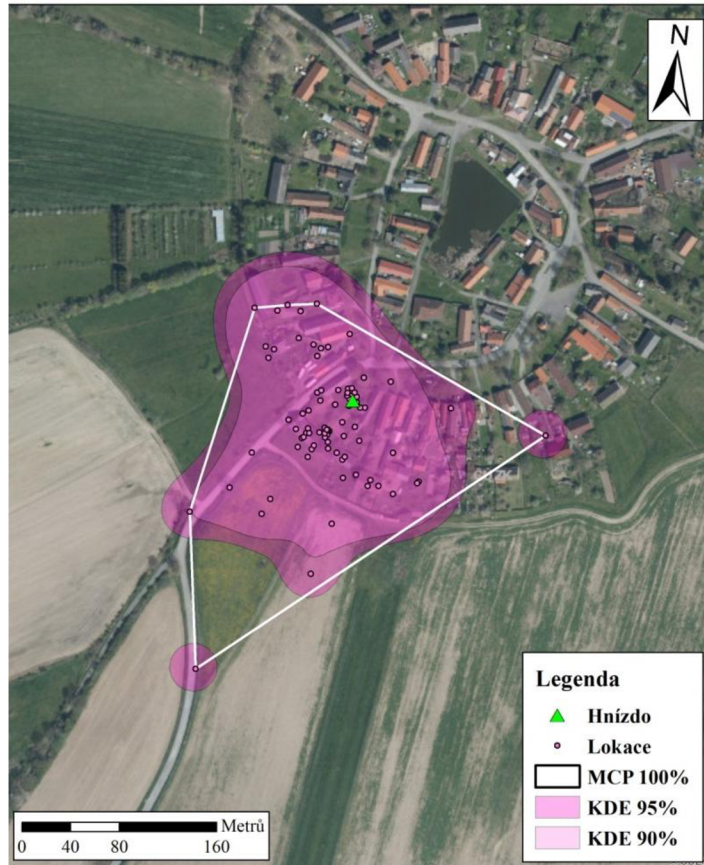 N
Legenda
Hnízdo
Lokace
MCP 100%
KDE 95%
KDE 90%
Metrů
0 40 80 160